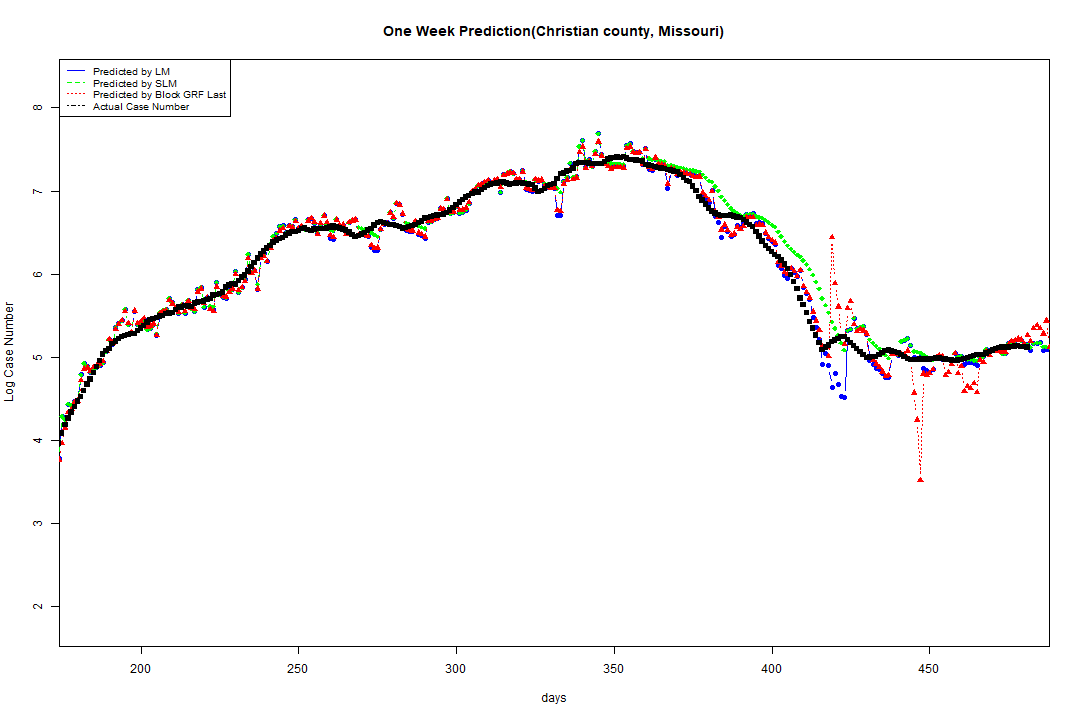 One Week Prediction(Christian county, Missouri)
Predicted by LM
Predicted by SLM
Predicted by Block GRF Last
Actual Case Number
8
7
6
5
4
3
2
Log Case Number
200 250 300 350 400 450
days